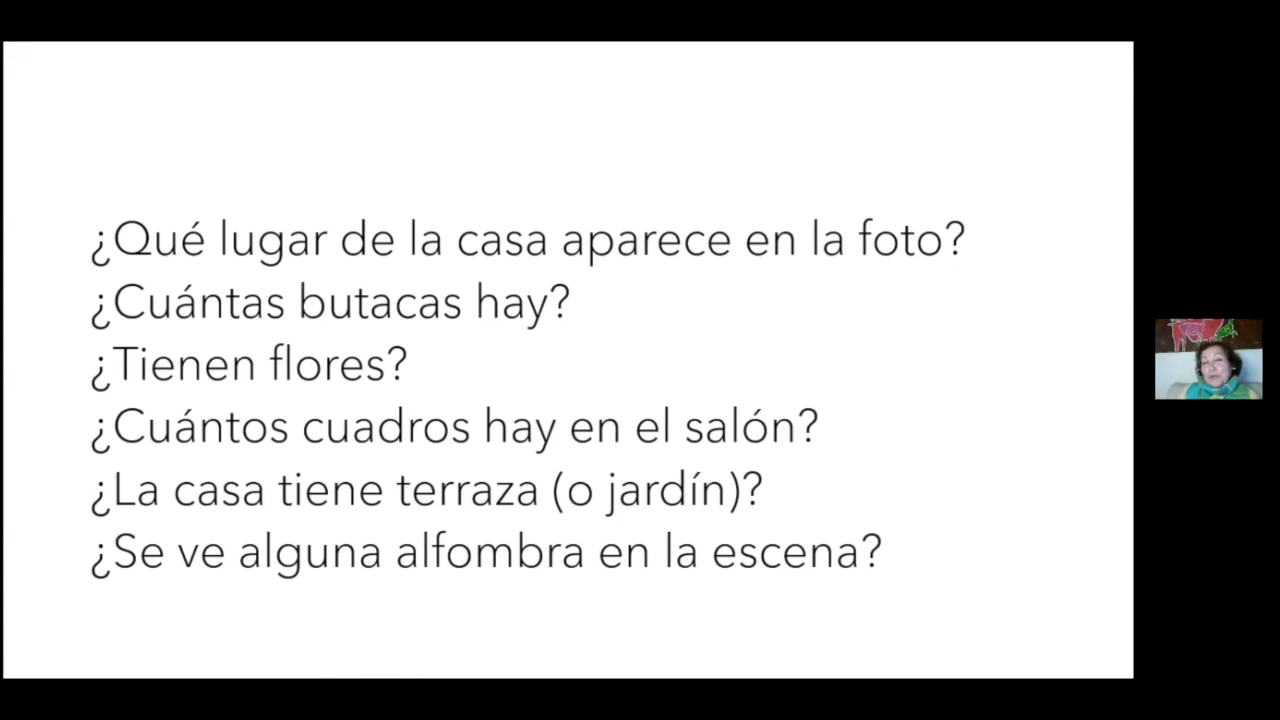 ¿Qué lugar de la casa aparece en la foto?
¿Cuántas butacas hay?
¿Tienen flores?
¿Cuántos cuadros hay en el salón?
¿La casa tiene terraza (o jardín)?
¿Se ve alguna alfombra en la escena?